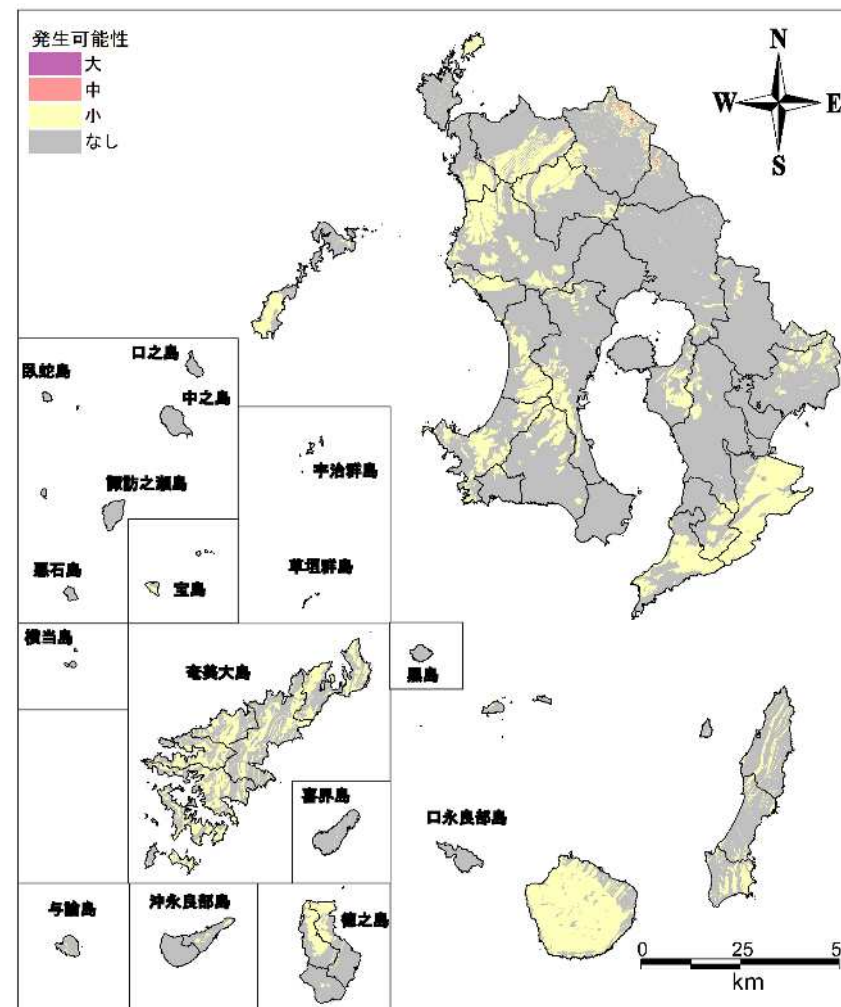 発生可能性
大
中
小
なし
N
W E
S
口之島
臥蛇島
中之島
諏訪之瀬島
宇治群島
悪石島
宝島
草垣群島
横当島
奄美大島
黒島
喜界島
口永良部島
与論島
沖永良部島
徳之島
0 25 5
km